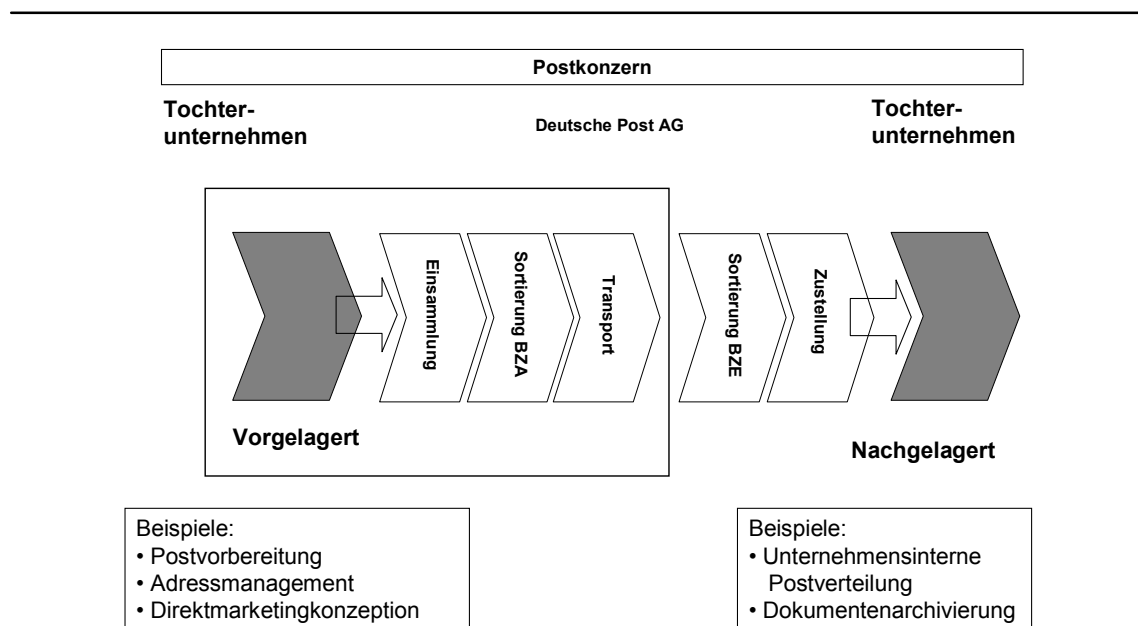 Postkonzern
Tochter-
unternehmen
Deutsche Post AG
Tochter-
unternehmen
Einsammlung
Sortierung BZA
Transport
Sortierung BZE
Zustellung
Vorgelagert
Nachgelagert
Beispiele:
• Postvorbereitung
• Adressmanagement
• Direktmarketingkonzeption
Beispiele:
• Unternehmensinterne
Postverteilung
• Dokumentenarchivierung